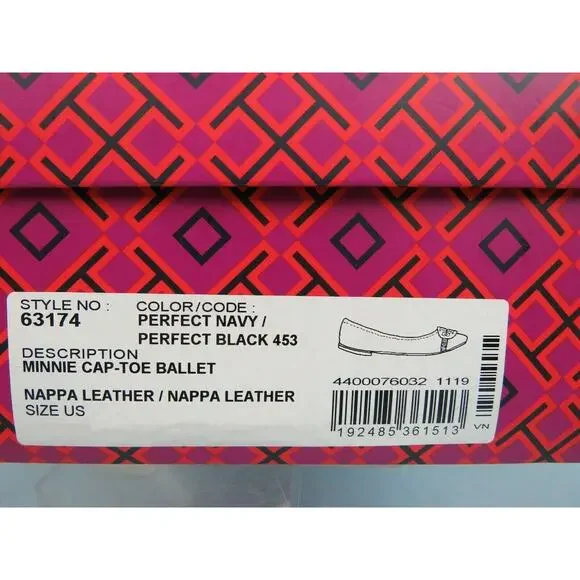 STYLE NO :
63174
COLOR/CODE :
PERFECT NAVY /
PERFECT BLACK 453
DESCRIPTION
MINNIE CAP-TOE BALLET
NAPPA LEATHER / NAPPA LEATHER
SIZE US
4400076032 1119
192485 361513
VN